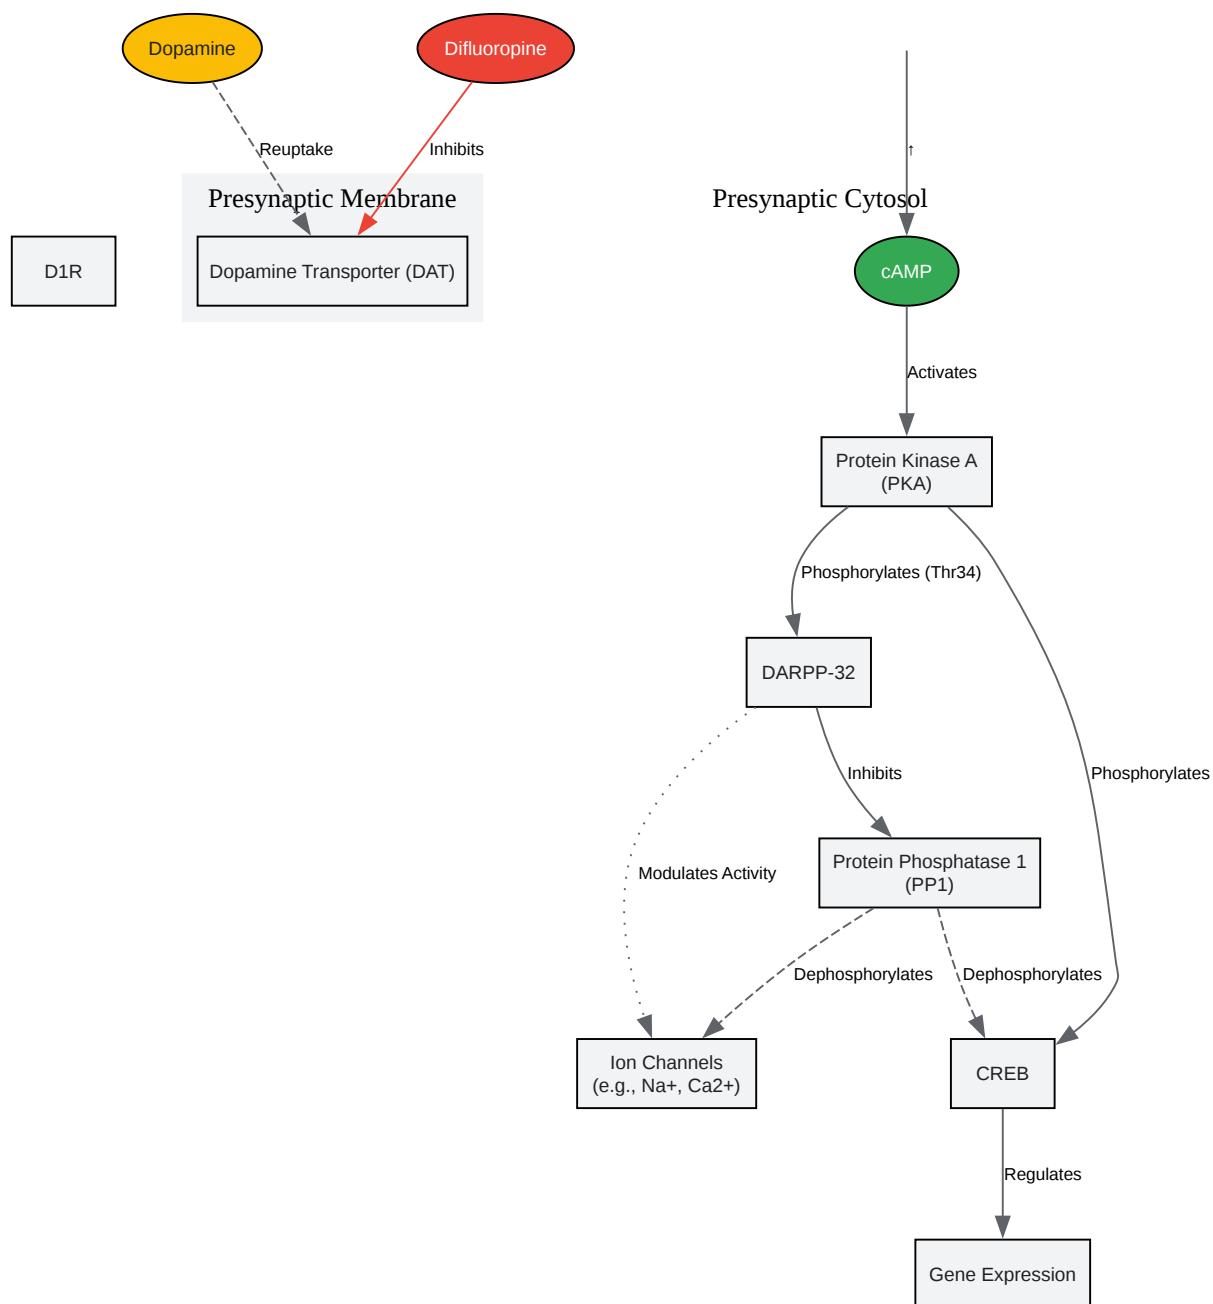 Dopamine
Difluoropine
Reuptake
Inhibits
↑
Presynaptic Membrane
Presynaptic Cytosol
D1R
Dopamine Transporter (DAT)
cAMP
Activates
Protein Kinase A
(PKA)
Phosphorylates (Thr34)
DARPP-32
Inhibits
Phosphorylates
Protein Phosphatase 1
(PP1)
Modulates Activity
Dephosphorylates
Dephosphorylates
Ion Channels
(e.g., Na+, Ca2+)
CREB
Regulates
Gene Expression